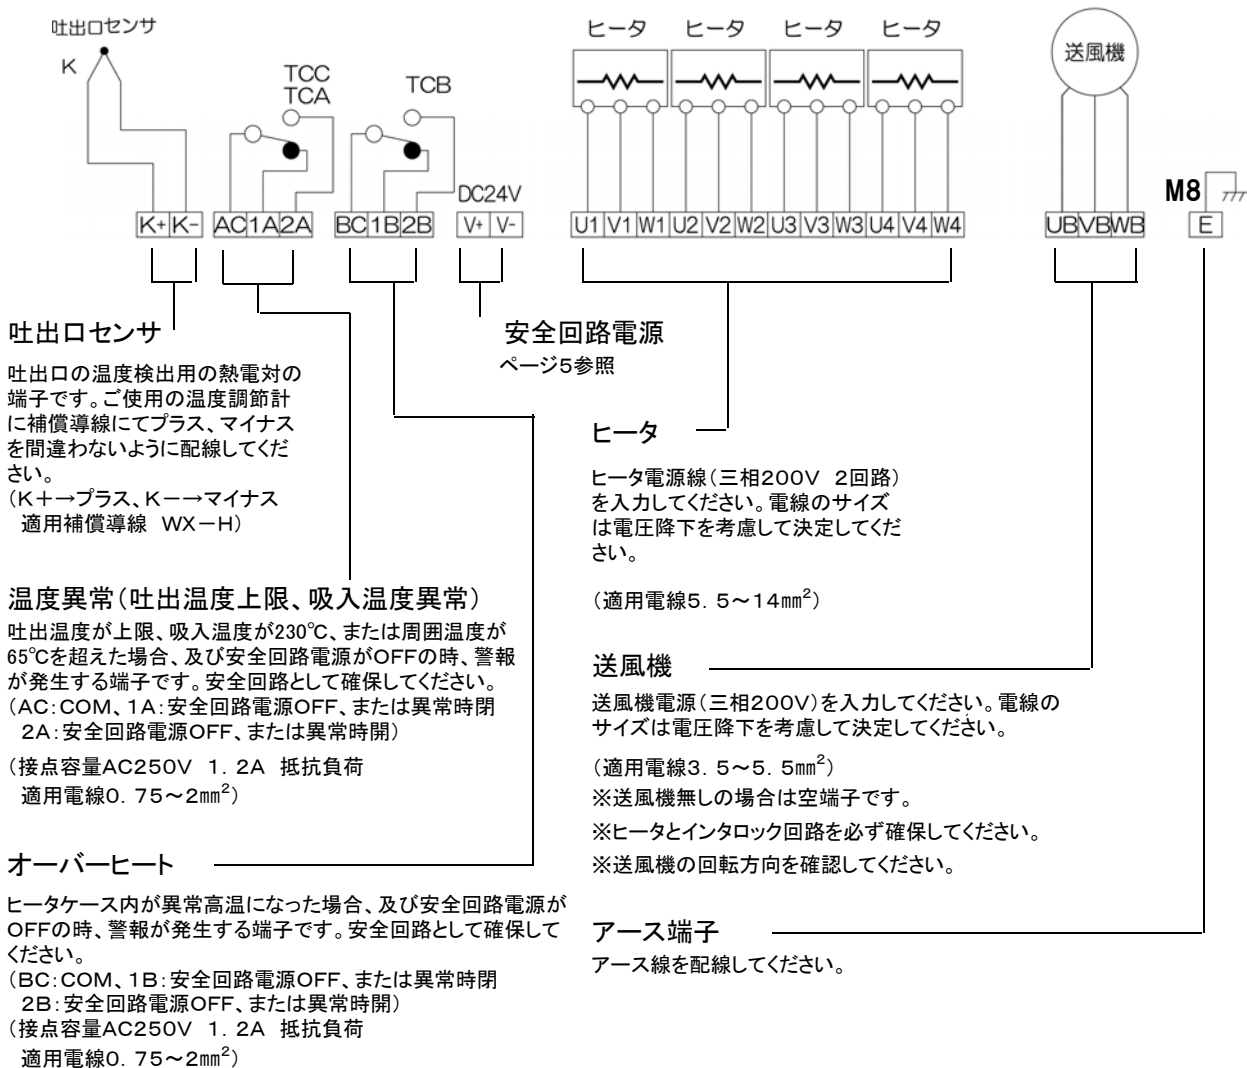 吐出口センサ
K
TCC
TCA
TCB
ヒータ ヒータ ヒータ ヒータ
送風機
DC24V
M8
K+ K- AC 1A 2A BC 1B 2B V+ V- U1 V1 W1 U2 V2 W2 U3 V3 W3 U4 V4 W4 UB VB WB E
吐出口センサ
吐出口の温度検出用の熱電対の
端子です。ご使用の温度調節計
に補償導線にてプラス、マイナス
を間違わないように配線してくだ
さい。
(K+→プラス、K-→マイナス
適用補償導線 WX-H)
温度異常(吐出温度上限、吸入温度異常)
吐出温度が上限、吸入温度が230℃、または周囲温度が
65℃を超えた場合、及び安全回路電源がOFFの時、警報
が発生する端子です。安全回路として確保してください。
(AC:COM、1A:安全回路電源OFF、または異常時閉
2A:安全回路電源OFF、または異常時開)
(接点容量AC250V 1.2A 抵抗負荷
適用電線0.75~2mm²)
オーバーヒート
ヒータケース内が異常高温になった場合、及び安全回路電源が
OFFの時、警報が発生する端子です。安全回路として確保して
ください。
(BC:COM、1B:安全回路電源OFF、または異常時閉
2B:安全回路電源OFF、または異常時開)
(接点容量AC250V 1.2A 抵抗負荷
適用電線0.75~2mm²)
安全回路電源
ページ5参照
ヒータ
ヒータ電源線(三相200V 2回路)
を入力してください。電線のサイズ
は電圧降下を考慮して決定してくだ
さい。
(適用電線5.5~14mm²)
送風機
送風機電源(三相200V)を入力してください。電線の
サイズは電圧降下を考慮して決定してください。
(適用電線3.5~5.5mm²)
※送風機無しの場合は空端子です。
※ヒータとインタロック回路を必ず確保してください。
※送風機の回転方向を確認してください。
アース端子
アース線を配線してください。